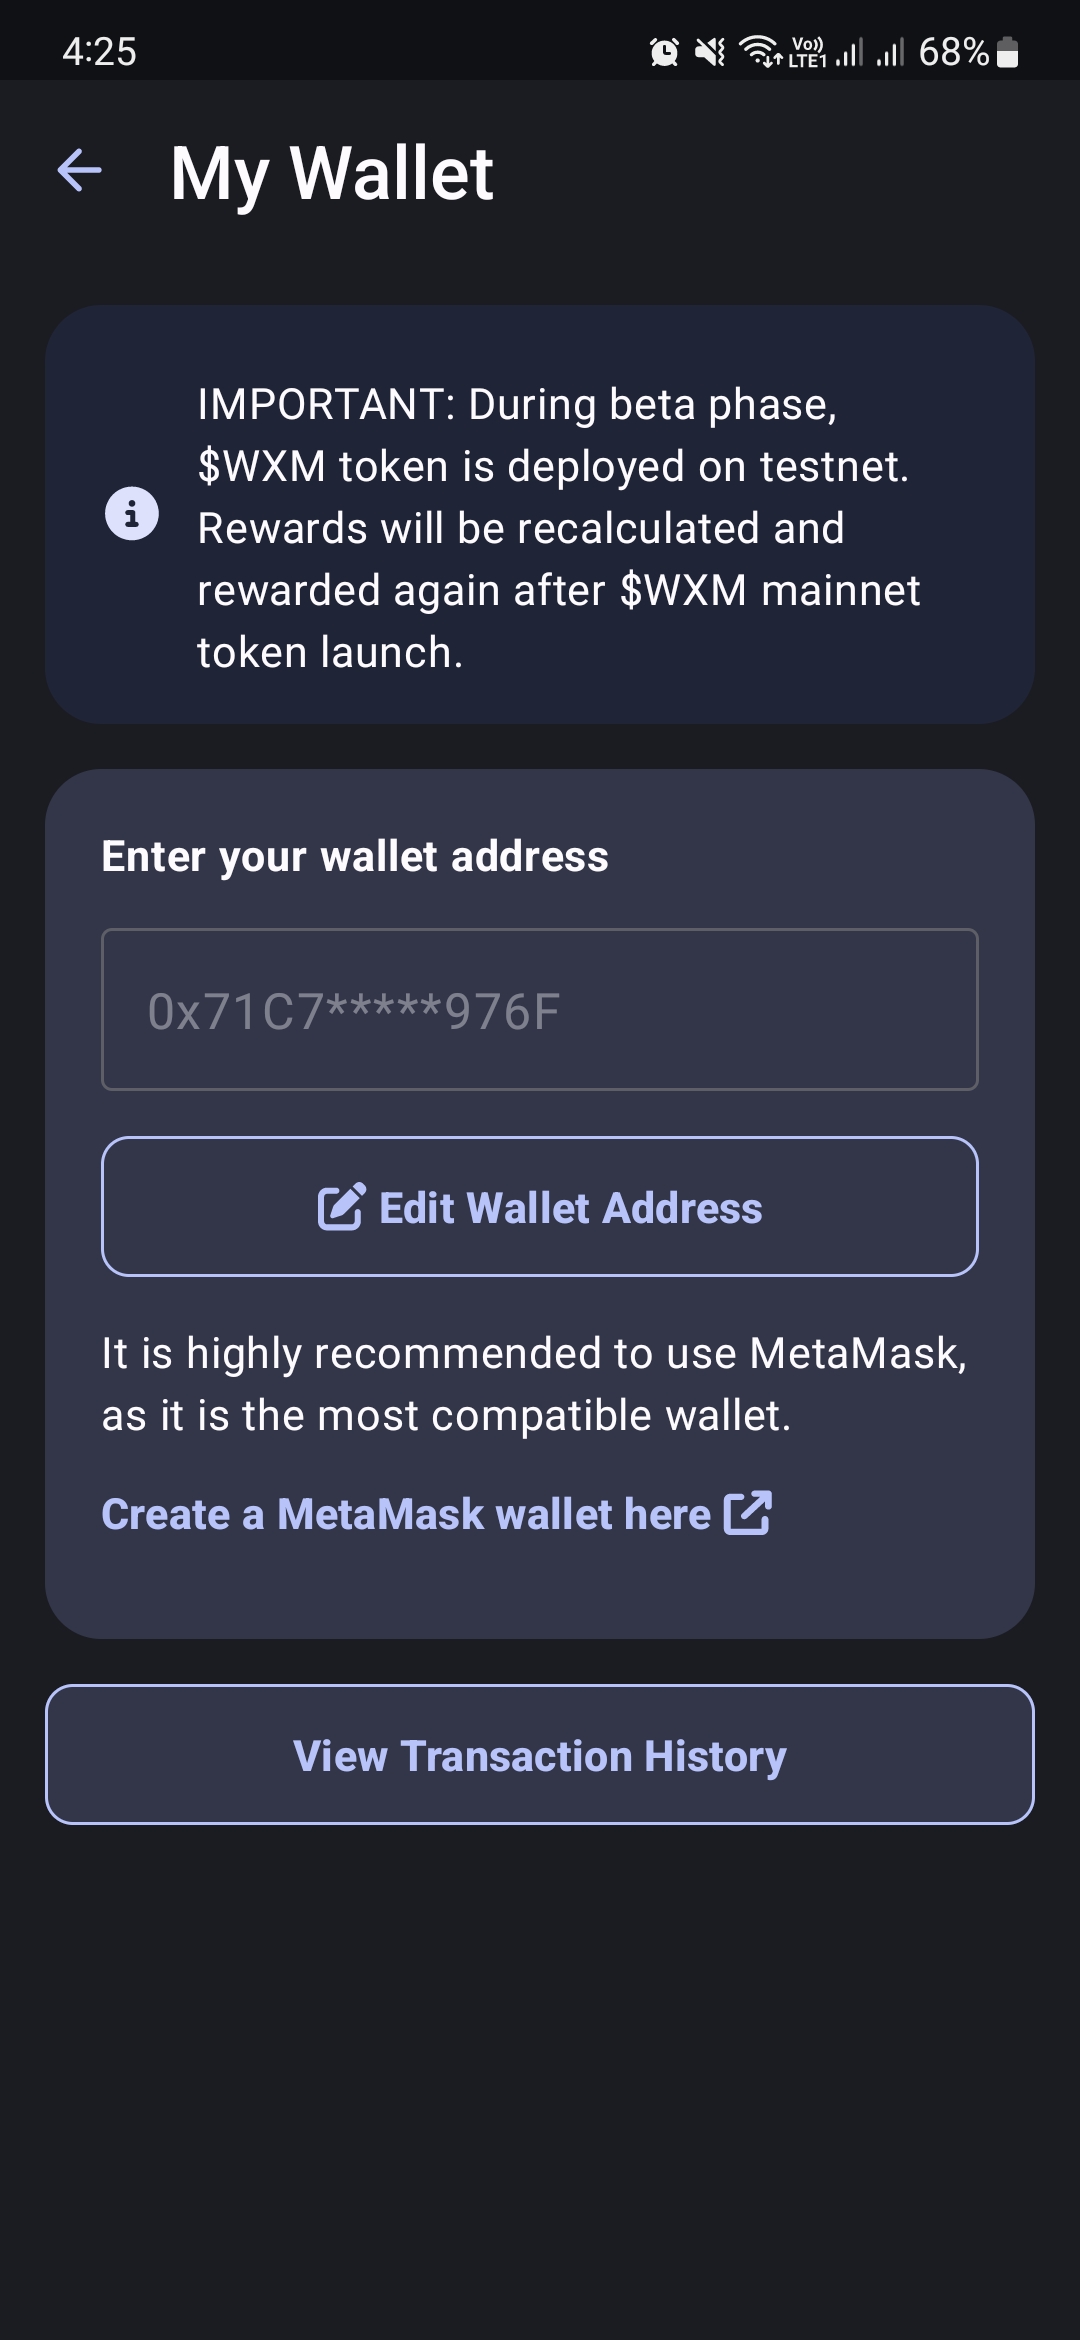 4:25
Vo)) LTE1 68%
My Wallet
IMPORTANT: During beta phase,
$WXM token is deployed on testnet.
Rewards will be recalculated and
rewarded again after $WXM mainnet
token launch.
Enter your wallet address
0x71C7*****976F
Edit Wallet Address
It is highly recommended to use MetaMask,
as it is the most compatible wallet.
Create a MetaMask wallet here
View Transaction History